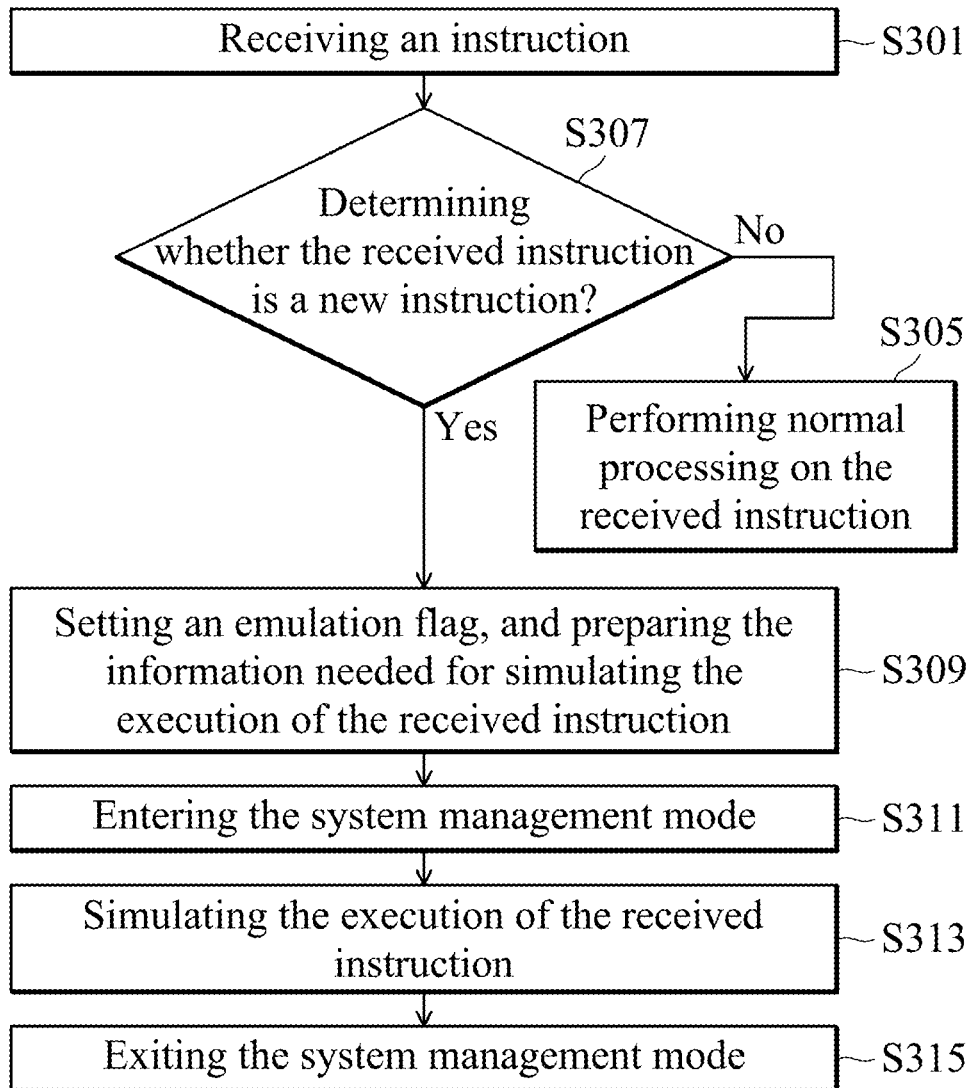 Receiving an instruction
S301
S307
Determining
whether the received instruction
is a new instruction?
No
S305
Performing normal
processing on the
received instruction
Yes
Setting an emulation flag, and preparing the
information needed for simulating the
execution of the received instruction
S309
Entering the system management mode
S311
Simulating the execution of the received
instruction
S313
Exiting the system management mode
S315